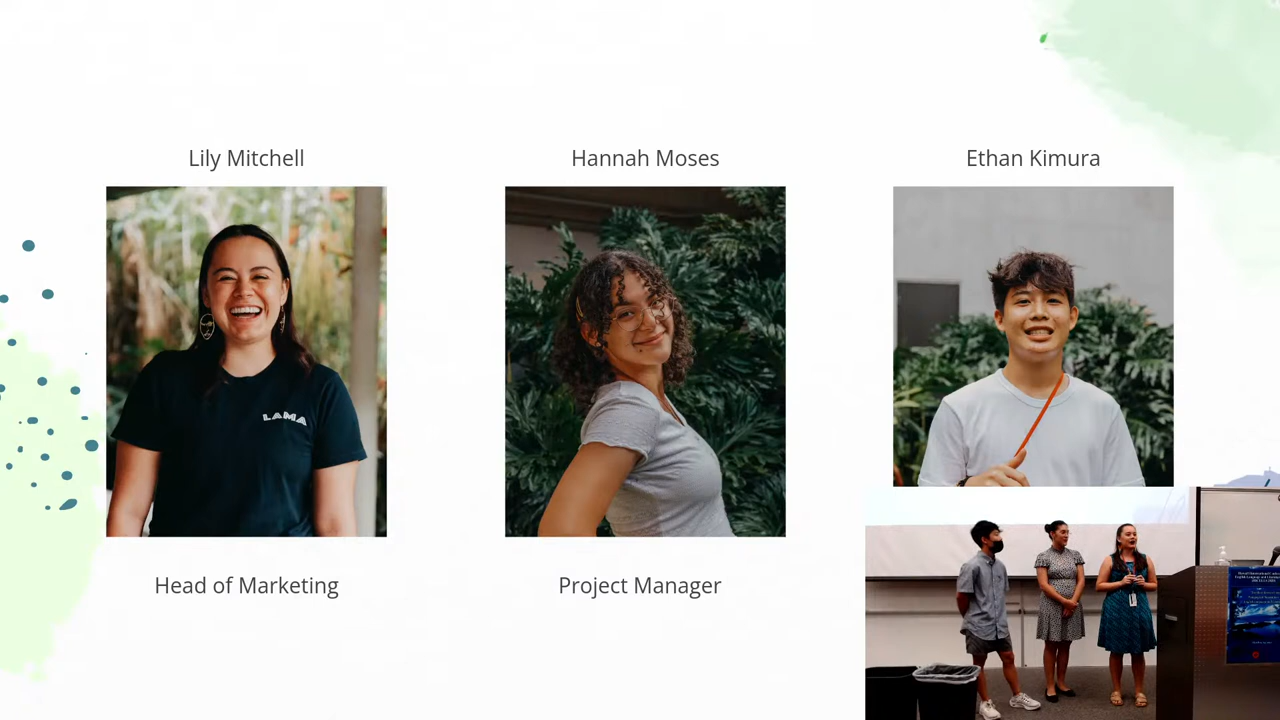 Lily Mitchell
Hannah Moses
Ethan Kimura
LAMA
Head of Marketing
Project Manager